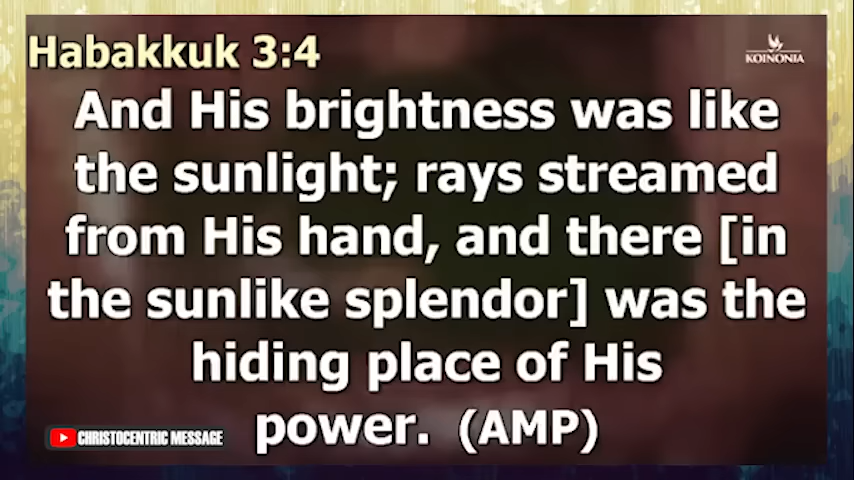 Habakkuk 3:4
KOINONIA
And His brightness was like
the sunlight; rays streamed
from His hand, and there [in
the sunlike splendor] was the
hiding place of His
power. (AMP)
CHRISTOCENTRIC MESSAGE